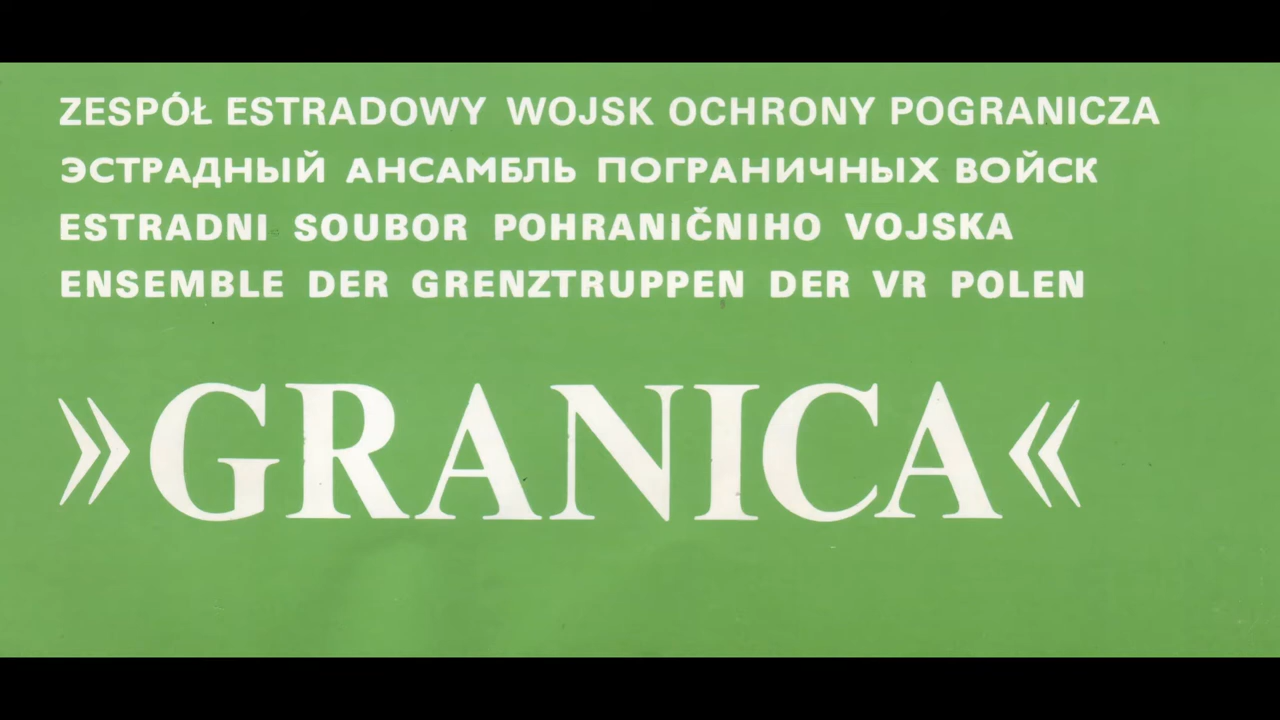 ZESPÓŁ ESTRADOWY WOJSK OCHRONY POGRANICZA
ЭСТРАДНЫЙ АНСАМБЛЬ ПОГРАНИЧНЫХ ВОЙСК
ESTRADNI SOUBOR POHRANIČNIHO VOJSKA
ENSEMBLE DER GRENZTRUPPEN DER VR POLEN
»GRANICA«